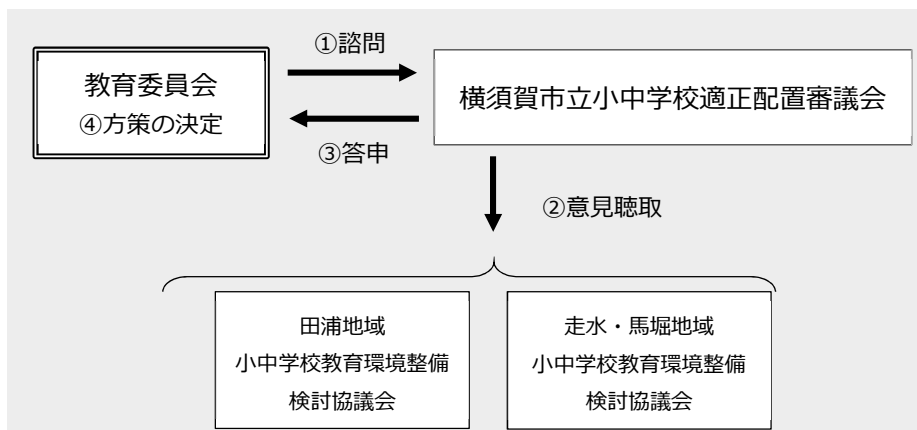 ①諮問
教育委員会
④方策の決定
横須賀市立小中学校適正配置審議会
③答申
②意見聴取
田浦地域
小中学校教育環境整備
検討協議会
走水・馬堀地域
小中学校教育環境整備
検討協議会